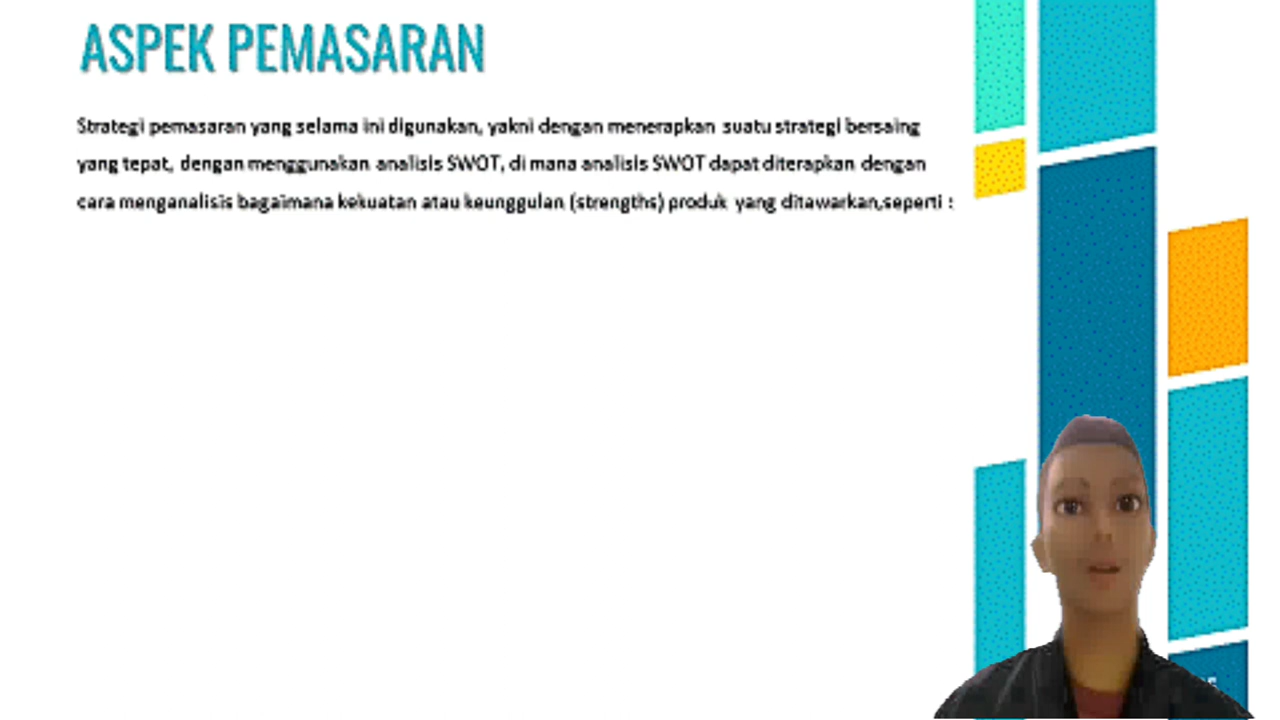 ASPEK PEMASARAN
Strategi pemasaran yang selama ini digunakan, yakni dengan menerapkan suatu strategi bersaing
yang tepat, dengan menggunakan analisis SWOT, di mana analisis SWOT dapat diterapkan dengan
cara menganalisis bagaimana kekuatan atau keunggulan (strengths) produk yang ditawarkan,seperti :